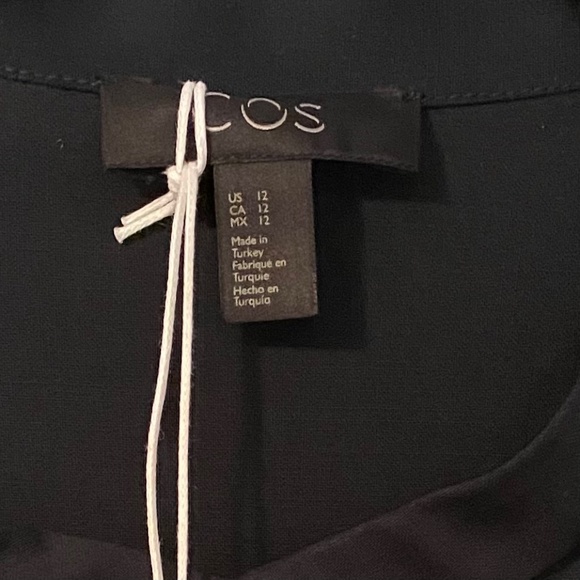 COS
US 12
CA 12
MX 12
Made in
Turkey
Fabriqué en
Turquie
Hecho en
Turquía